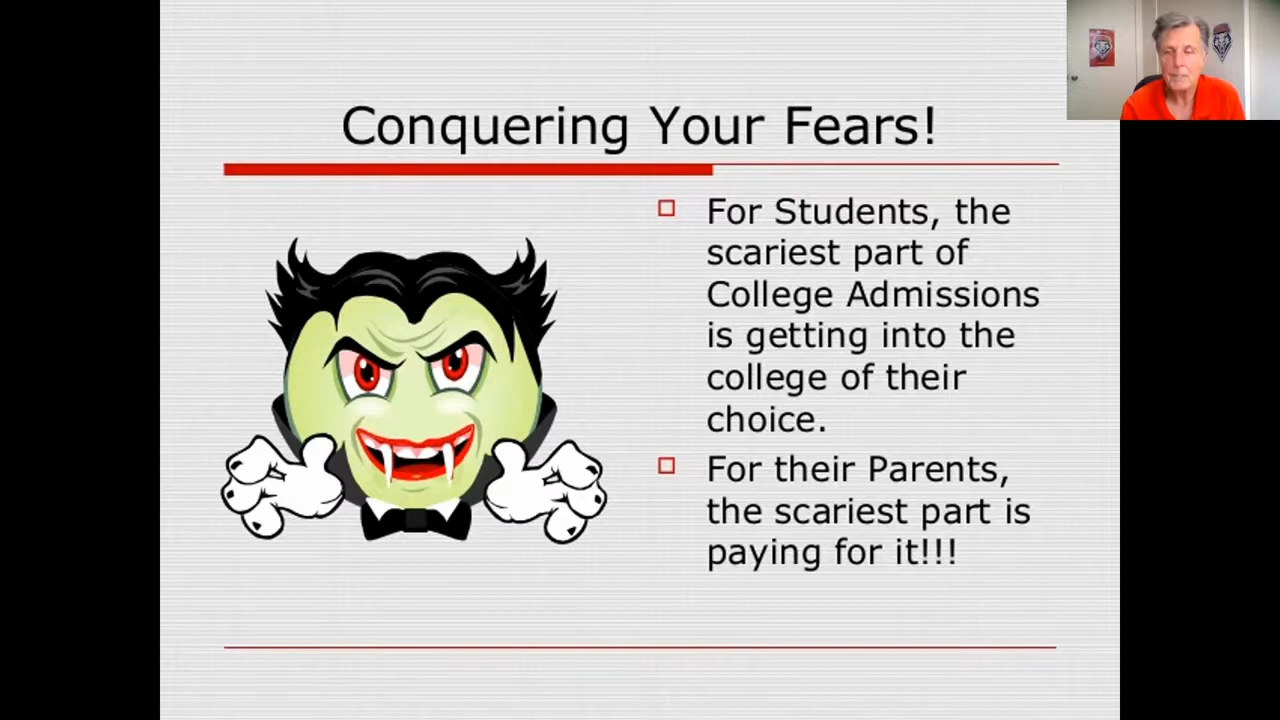 Conquering Your Fears!
For Students, the
scariest part of
College Admissions
is getting into the
college of their
choice.
For their Parents,
the scariest part is
paying for it!!!